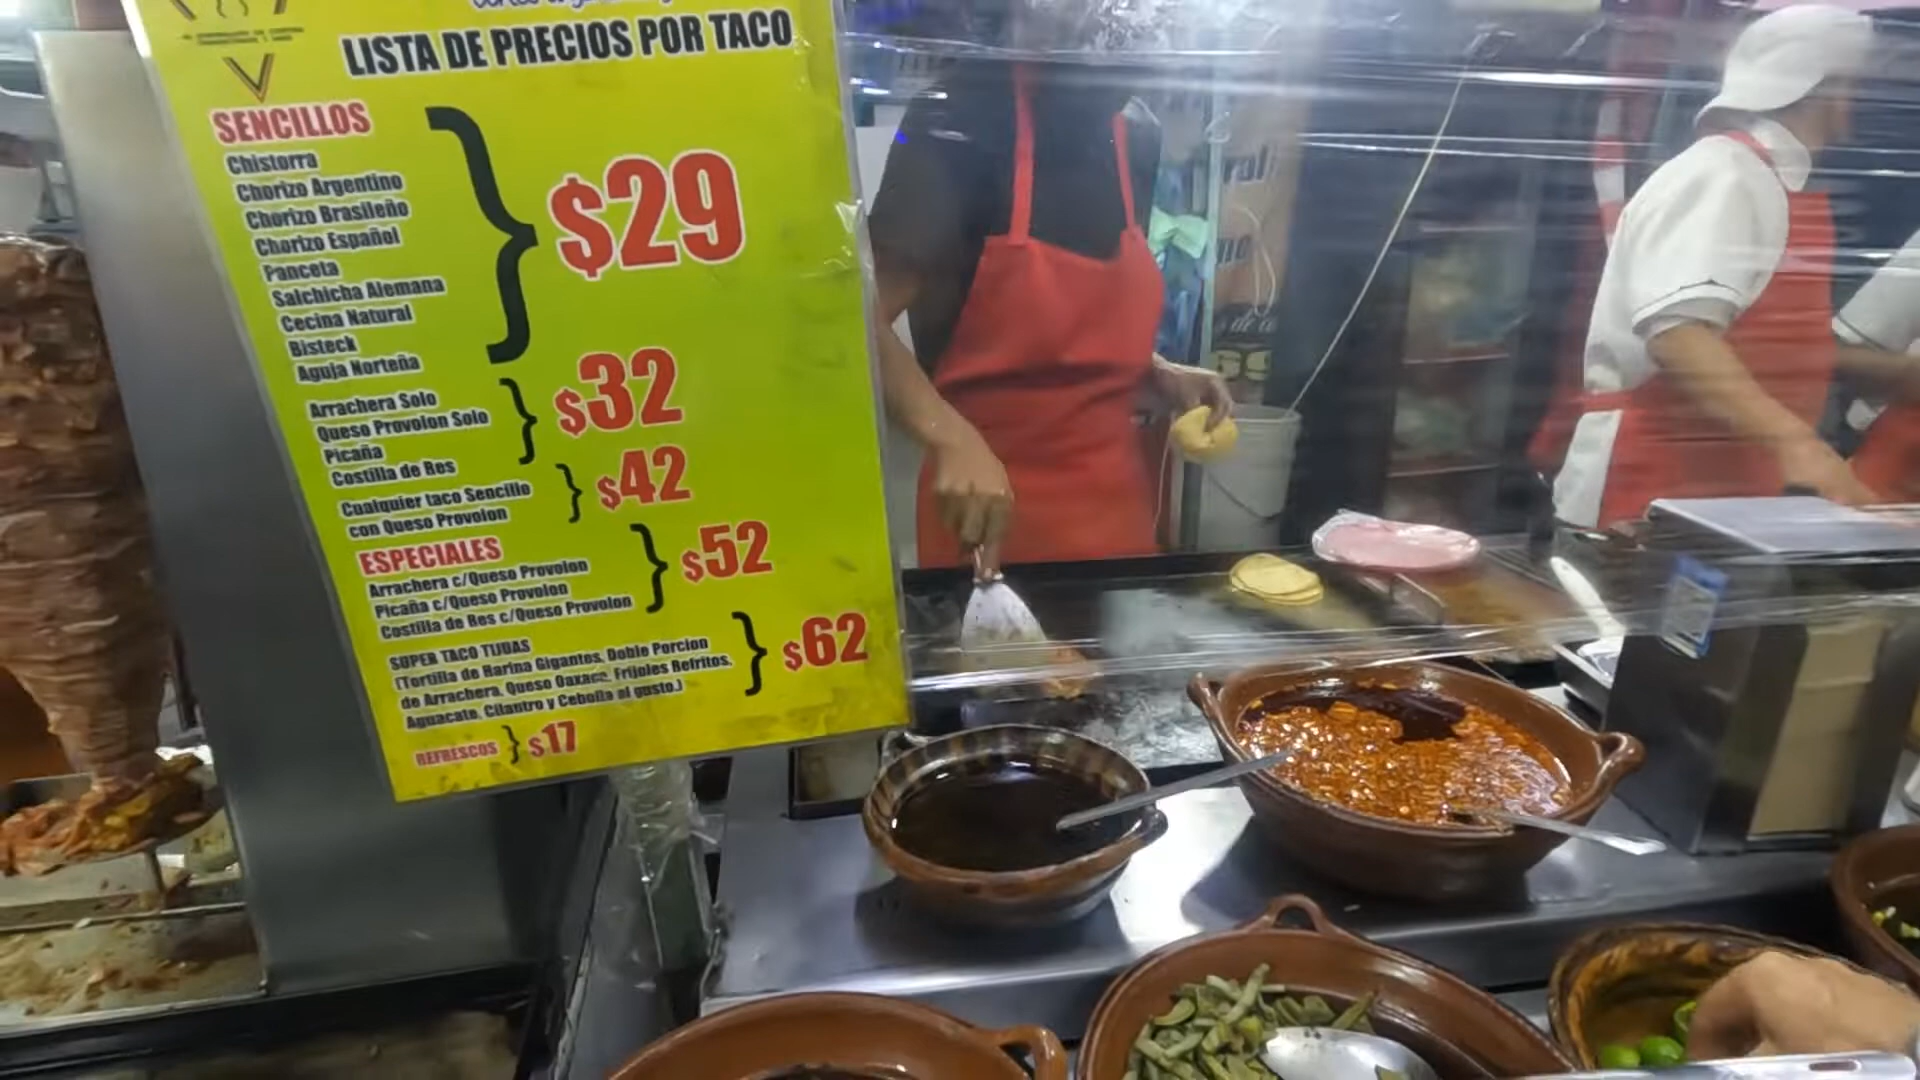 LISTA DE PRECIOS POR TACO
SENCILLOS
Chistorra
Chorizo Argentino
Chorizo Brasileño
Chorizo Español
Panceta
Salchicha Alemana
Cecina Natural
Bisteck
Aguja Norteña
$29
Arrachera Solo
Queso Provolon Solo
Picaña
Costilla de Res
$32
Cualquier taco Sencillo
con Queso Provolon
$42
ESPECIALES
Arrachera c/Queso Provolon
Picaña c/Queso Provolon
Costilla de Res c/Queso Provolon
$52
SUPER TACO TIJUAS
(Tortilla de Harina Gigantes, Doble Porcion
de Arrachera, Queso Oaxaca, Frijoles Refritos,
Aguacate, Cilantro y Cebolla al gusto.)
$62
REFRESCOS
$17